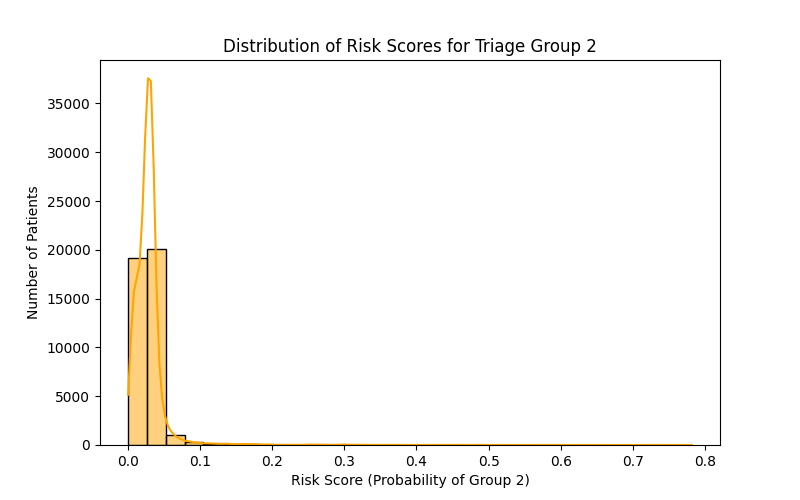 Distribution of Risk Scores for Triage Group 2
35000
30000
25000
20000
15000
10000
5000
0
Number of Patients
0.0 0.1 0.2 0.3 0.4 0.5 0.6 0.7 0.8
Risk Score (Probability of Group 2)